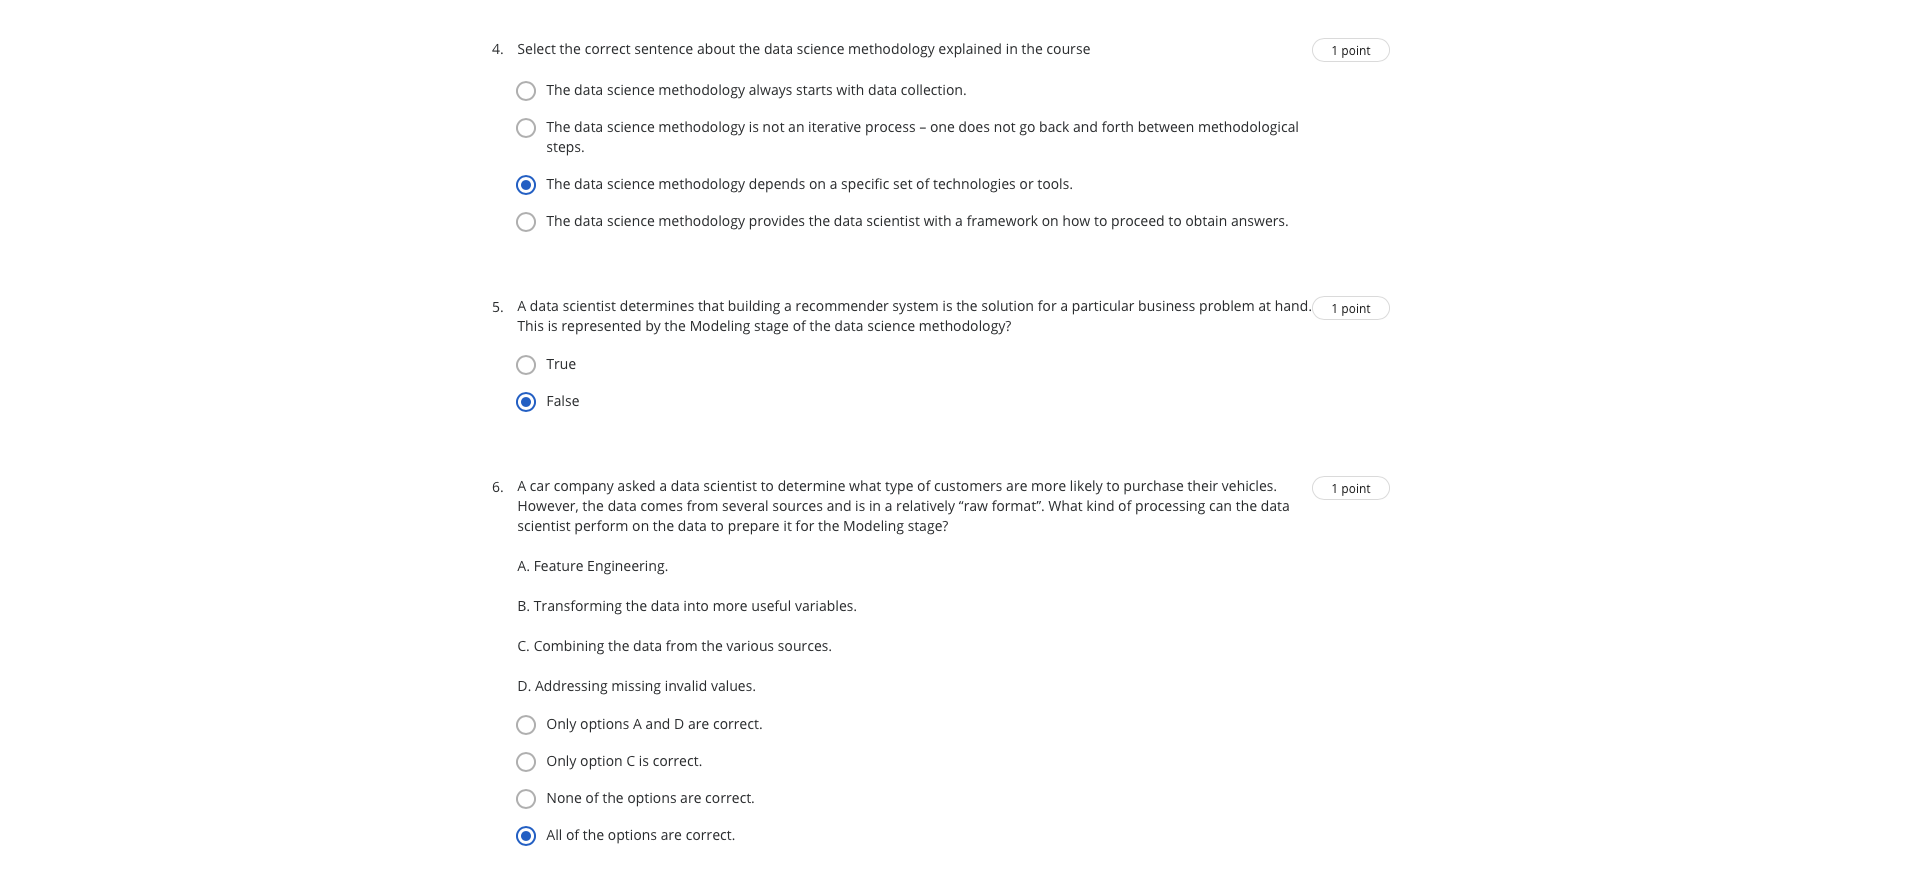 4. Select the correct sentence about the data science methodology explained in the course
1 point
The data science methodology always starts with data collection.
The data science methodology is not an iterative process – one does not go back and forth between methodological
steps.
The data science methodology depends on a specific set of technologies or tools.
The data science methodology provides the data scientist with a framework on how to proceed to obtain answers.
5. A data scientist determines that building a recommender system is the solution for a particular business problem at hand.
1 point
This is represented by the Modeling stage of the data science methodology?
True
False
6. A car company asked a data scientist to determine what type of customers are more likely to purchase their vehicles.
1 point
However, the data comes from several sources and is in a relatively “raw format”. What kind of processing can the data
scientist perform on the data to prepare it for the Modeling stage?
A. Feature Engineering.
B. Transforming the data into more useful variables.
C. Combining the data from the various sources.
D. Addressing missing invalid values.
Only options A and D are correct.
Only option C is correct.
None of the options are correct.
All of the options are correct.